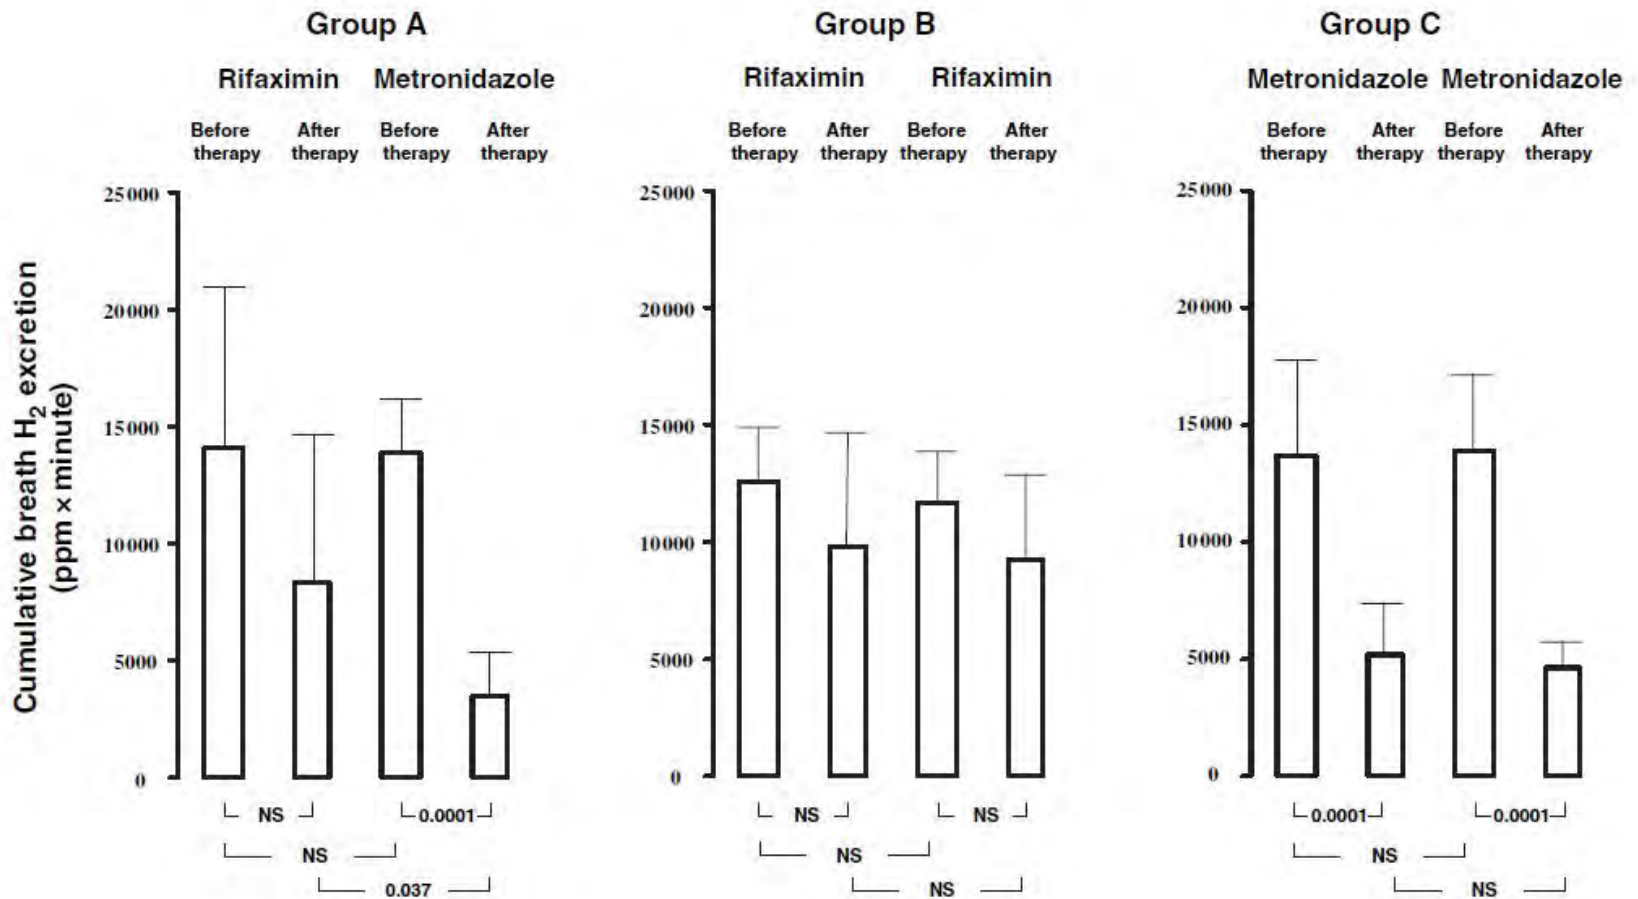 Group A
Group B
Group C
Rifaximin Metronidazole
Rifaximin Rifaximin
Metronidazole Metronidazole
Before therapy After therapy Before therapy After therapy
Before therapy After therapy Before therapy After therapy
Before therapy After therapy Before therapy After therapy
Cumulative breath H2 excretion
(ppm × minute)
25000
20000
15000
10000
5000
0
25000
20000
15000
10000
5000
0
25000
20000
15000
10000
5000
0
NS 0.0001
NS
0.037
NS NS
NS
NS
0.0001 0.0001
NS
NS